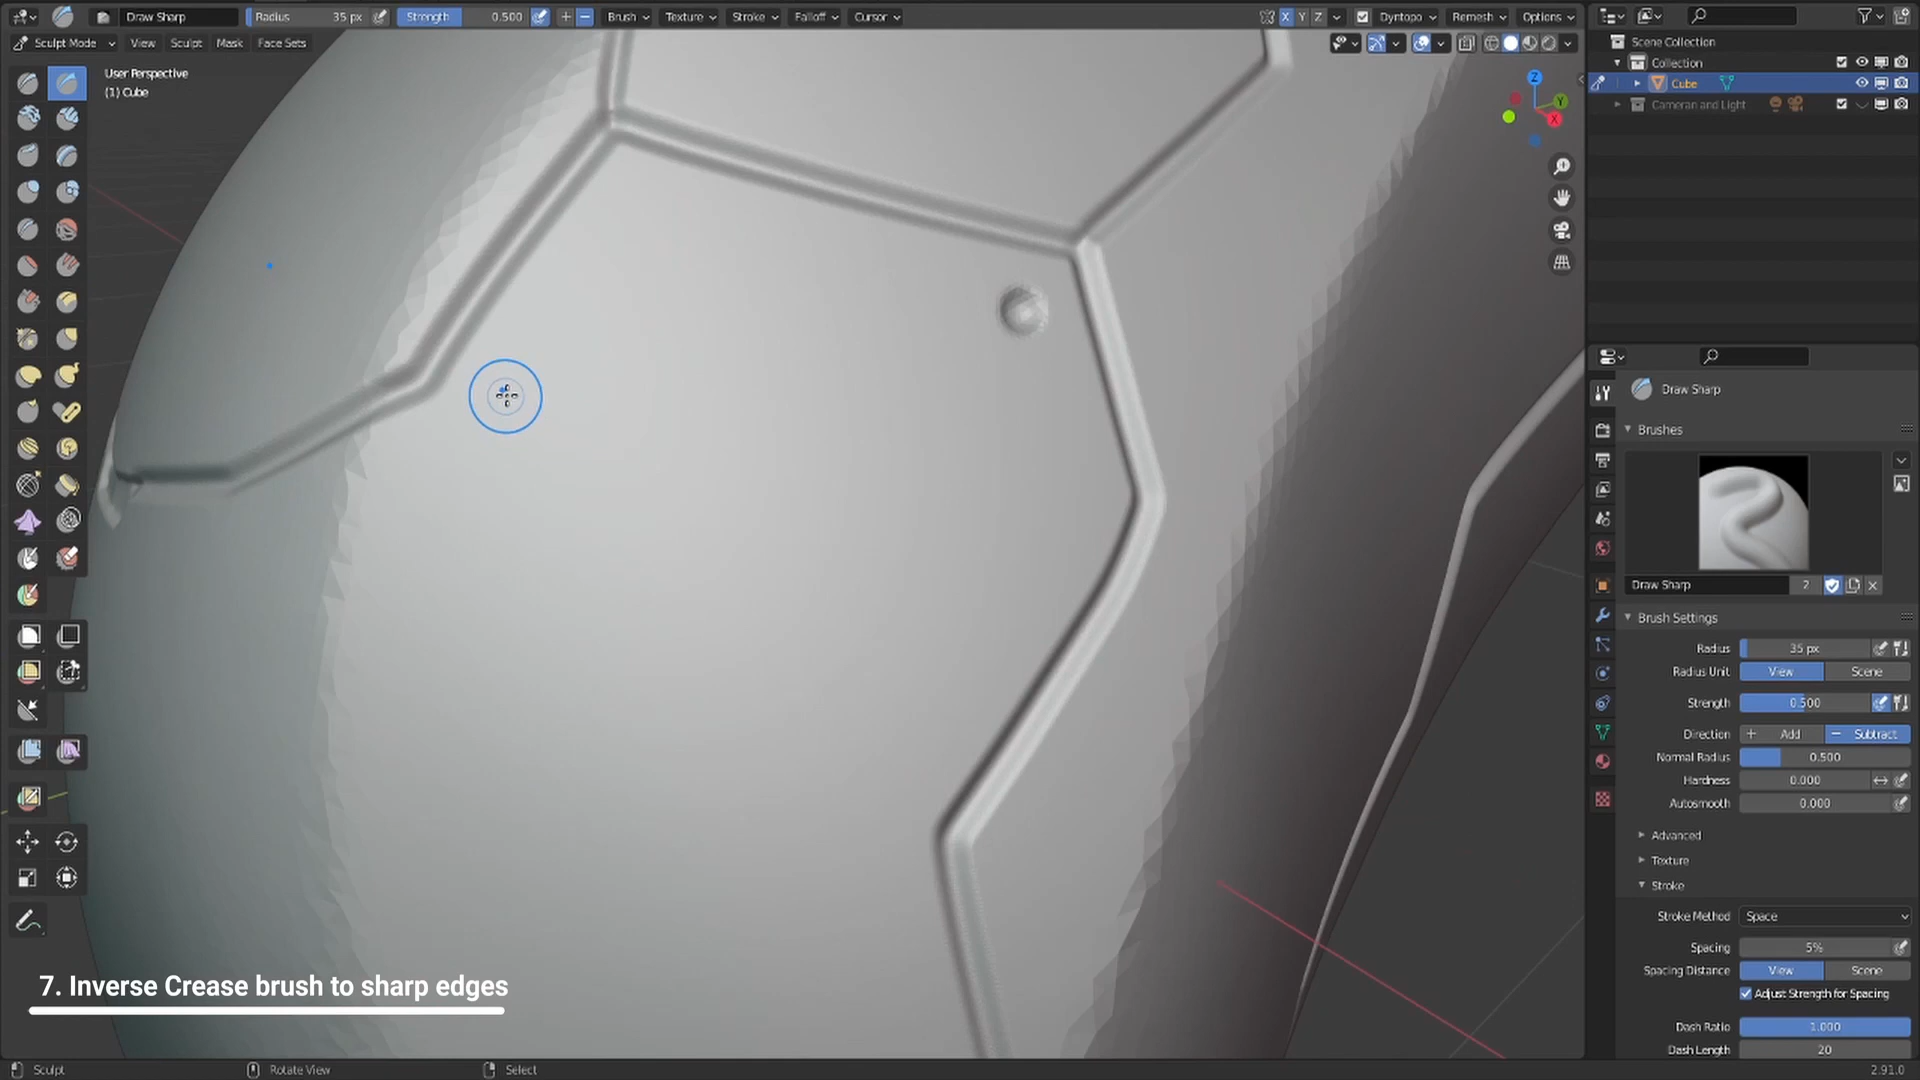 Draw Sharp
Radius 35 px
Strength 0.500
Brush
Texture
Stroke
Falloff
Cursor
X Y Z
Dyntopo
Remesh
Options
Sculpt Mode
View
Sculpt
Mask
Face Sets
User Perspective
(1) Cube
Z
Y
X
Scene Collection
Collection
Cube
Cameran and Light
Draw Sharp
Brushes
Draw Sharp 2
Brush Settings
Radius 35 px
Radius Unit View Scene
Strength 0.500
Direction + Add − Subtract
Normal Radius 0.500
Hardness 0.000
Autosmooth 0.000
Advanced
Texture
Stroke
Stroke Method Space
Spacing 5%
Spacing Distance View Scene
Adjust Strength for Spacing
Dash Ratio 1.000
Dash Length 20
7. Inverse Crease brush to sharp edges
Sculpt
Rotate View
Select
2.91.0